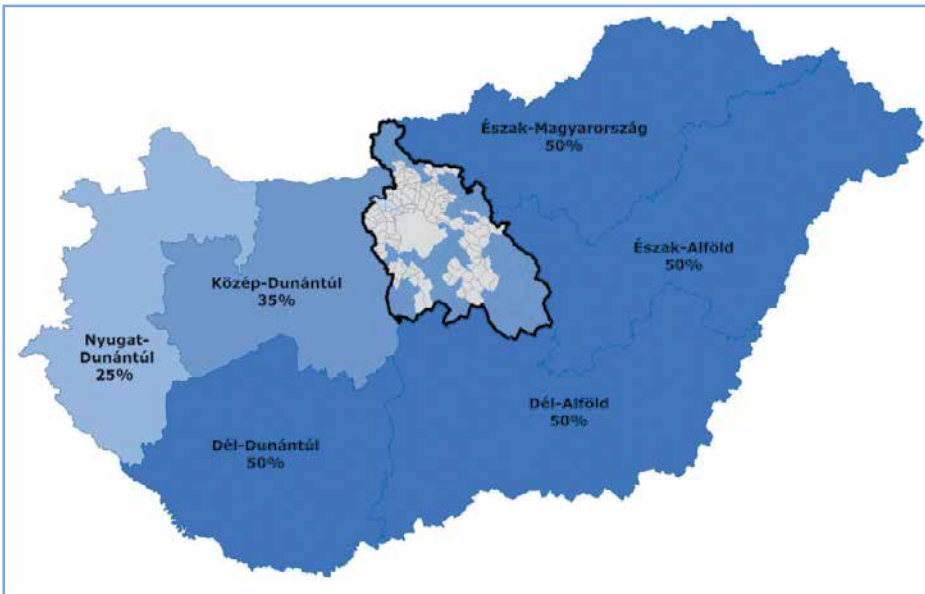 Észak-Magyarország
50%
Észak-Alföld
50%
Közép-Dunántúl
35%
Nyugat-
Dunántúl
25%
Dél-Alföld
50%
Dél-Dunántúl
50%